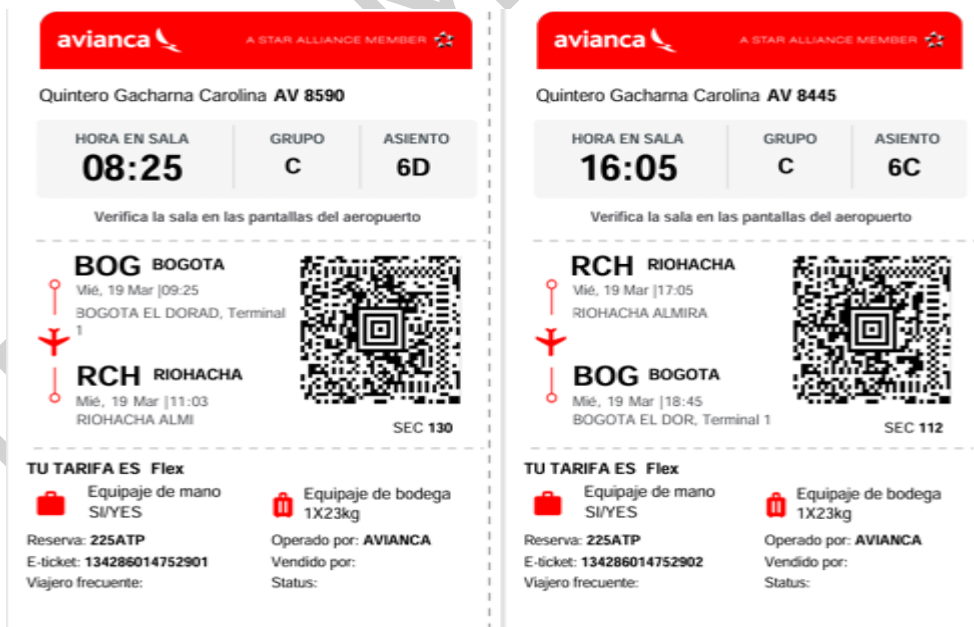 avianca
A STAR ALLIANCE MEMBER
Quintero Gacharna Carolina AV 8590
HORA EN SALA GRUPO ASIENTO
08:25 C 6D
Verifica la sala en las pantallas del aeropuerto
BOG BOGOTA
Mié, 19 Mar |09:25
BOGOTA EL DORAD, Terminal
1
RCH RIOHACHA
Mié, 19 Mar |11:03
RIOHACHA ALMI
SEC 130
TU TARIFA ES Flex
Equipaje de mano
SI/YES
Equipaje de bodega
1X23kg
Reserva: 225ATP
Operado por: AVIANCA
E-ticket: 134286014752901
Vendido por:
Viajero frecuente:
Status:
avianca
A STAR ALLIANCE MEMBER
Quintero Gacharna Carolina AV 8445
HORA EN SALA GRUPO ASIENTO
16:05 C 6C
Verifica la sala en las pantallas del aeropuerto
RCH RIOHACHA
Mié, 19 Mar |17:05
RIOHACHA ALMIRA
BOG BOGOTA
Mié, 19 Mar |18:45
BOGOTA EL DOR, Terminal 1
SEC 112
TU TARIFA ES Flex
Equipaje de mano
SI/YES
Equipaje de bodega
1X23kg
Reserva: 225ATP
Operado por: AVIANCA
E-ticket: 134286014752902
Vendido por:
Viajero frecuente:
Status: